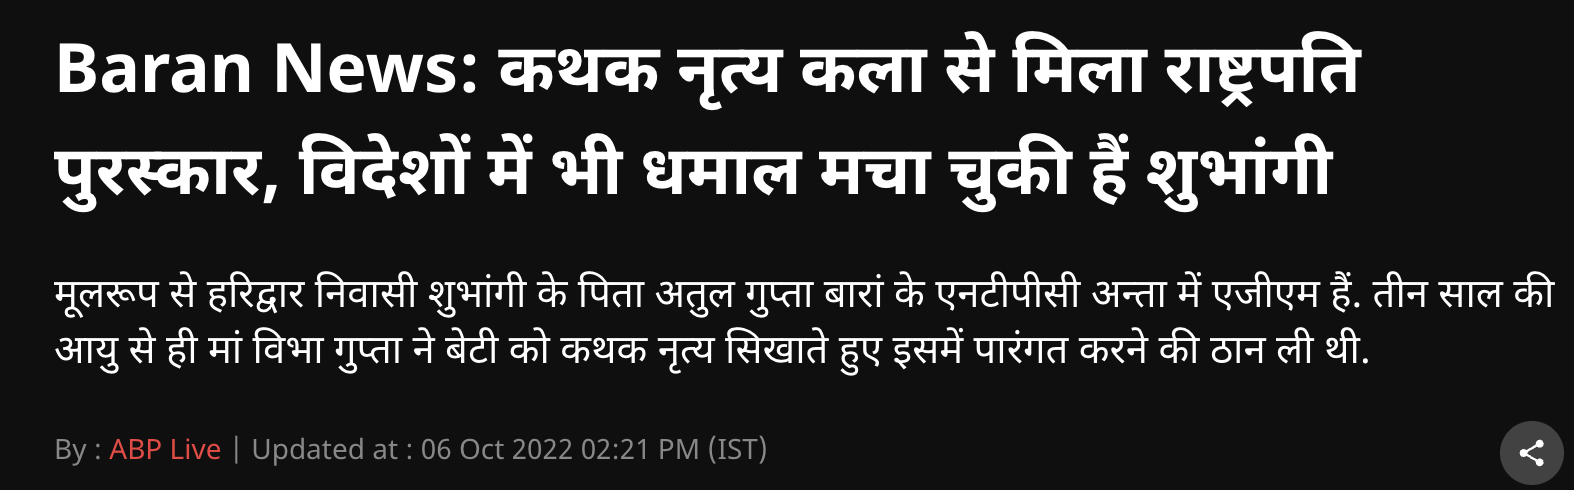 Baran News: कथक नृत्य कला से मिला राष्ट्रपति
पुरस्कार, विदेशों में भी धमाल मचा चुकी हैं शुभांगी
मूलरूप से हरिद्वार निवासी शुभांगी के पिता अतुल गुप्ता बारां के एनटीपीसी अन्ता में एजीएम हैं. तीन साल की
आयु से ही मां विभा गुप्ता ने बेटी को कथक नृत्य सिखाते हुए इसमें पारंगत करने की ठान ली थी.
By : ABP Live | Updated at : 06 Oct 2022 02:21 PM (IST)